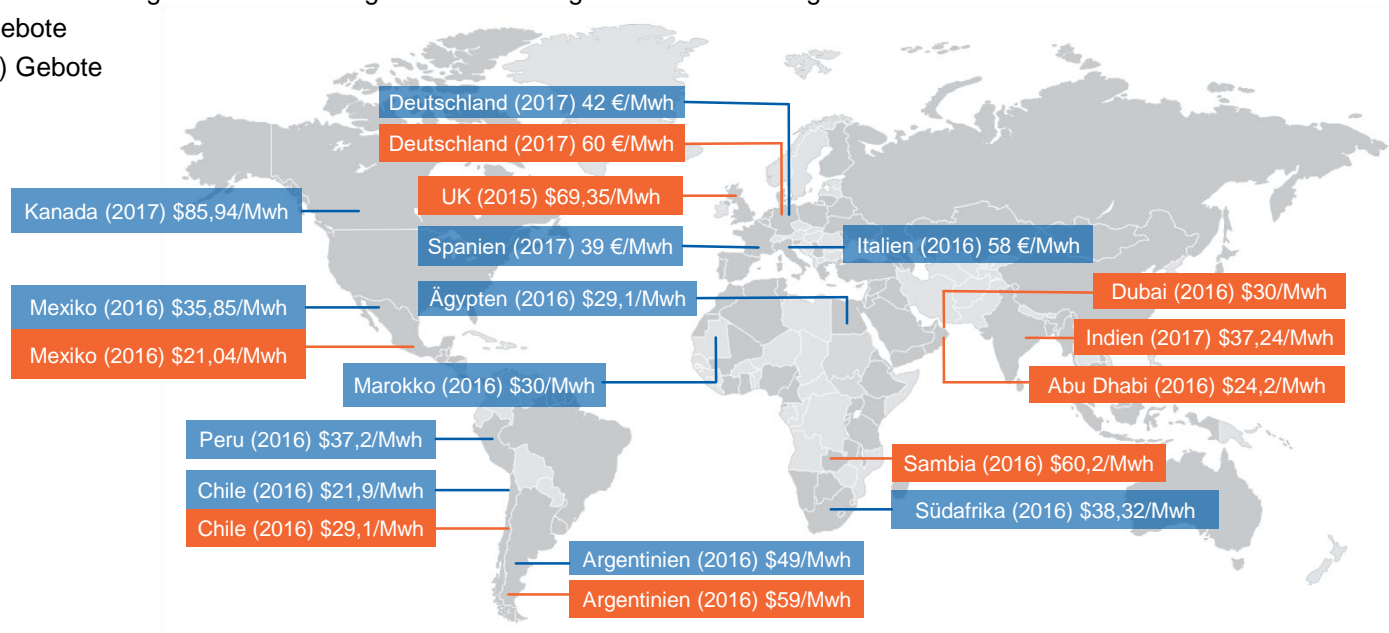 Gebote
) Gebote
Deutschland (2017) 42 €/Mwh
Deutschland (2017) 60 €/Mwh
UK (2015) $69,35/Mwh
Kanada (2017) $85,94/Mwh
Spanien (2017) 39 €/Mwh
Italien (2016) 58 €/Mwh
Ägypten (2016) $29,1/Mwh
Dubai (2016) $30/Mwh
Mexiko (2016) $35,85/Mwh
Indien (2017) $37,24/Mwh
Mexiko (2016) $21,04/Mwh
Marokko (2016) $30/Mwh
Abu Dhabi (2016) $24,2/Mwh
Peru (2016) $37,2/Mwh
Sambia (2016) $60,2/Mwh
Chile (2016) $21,9/Mwh
Südafrika (2016) $38,32/Mwh
Chile (2016) $29,1/Mwh
Argentinien (2016) $49/Mwh
Argentinien (2016) $59/Mwh